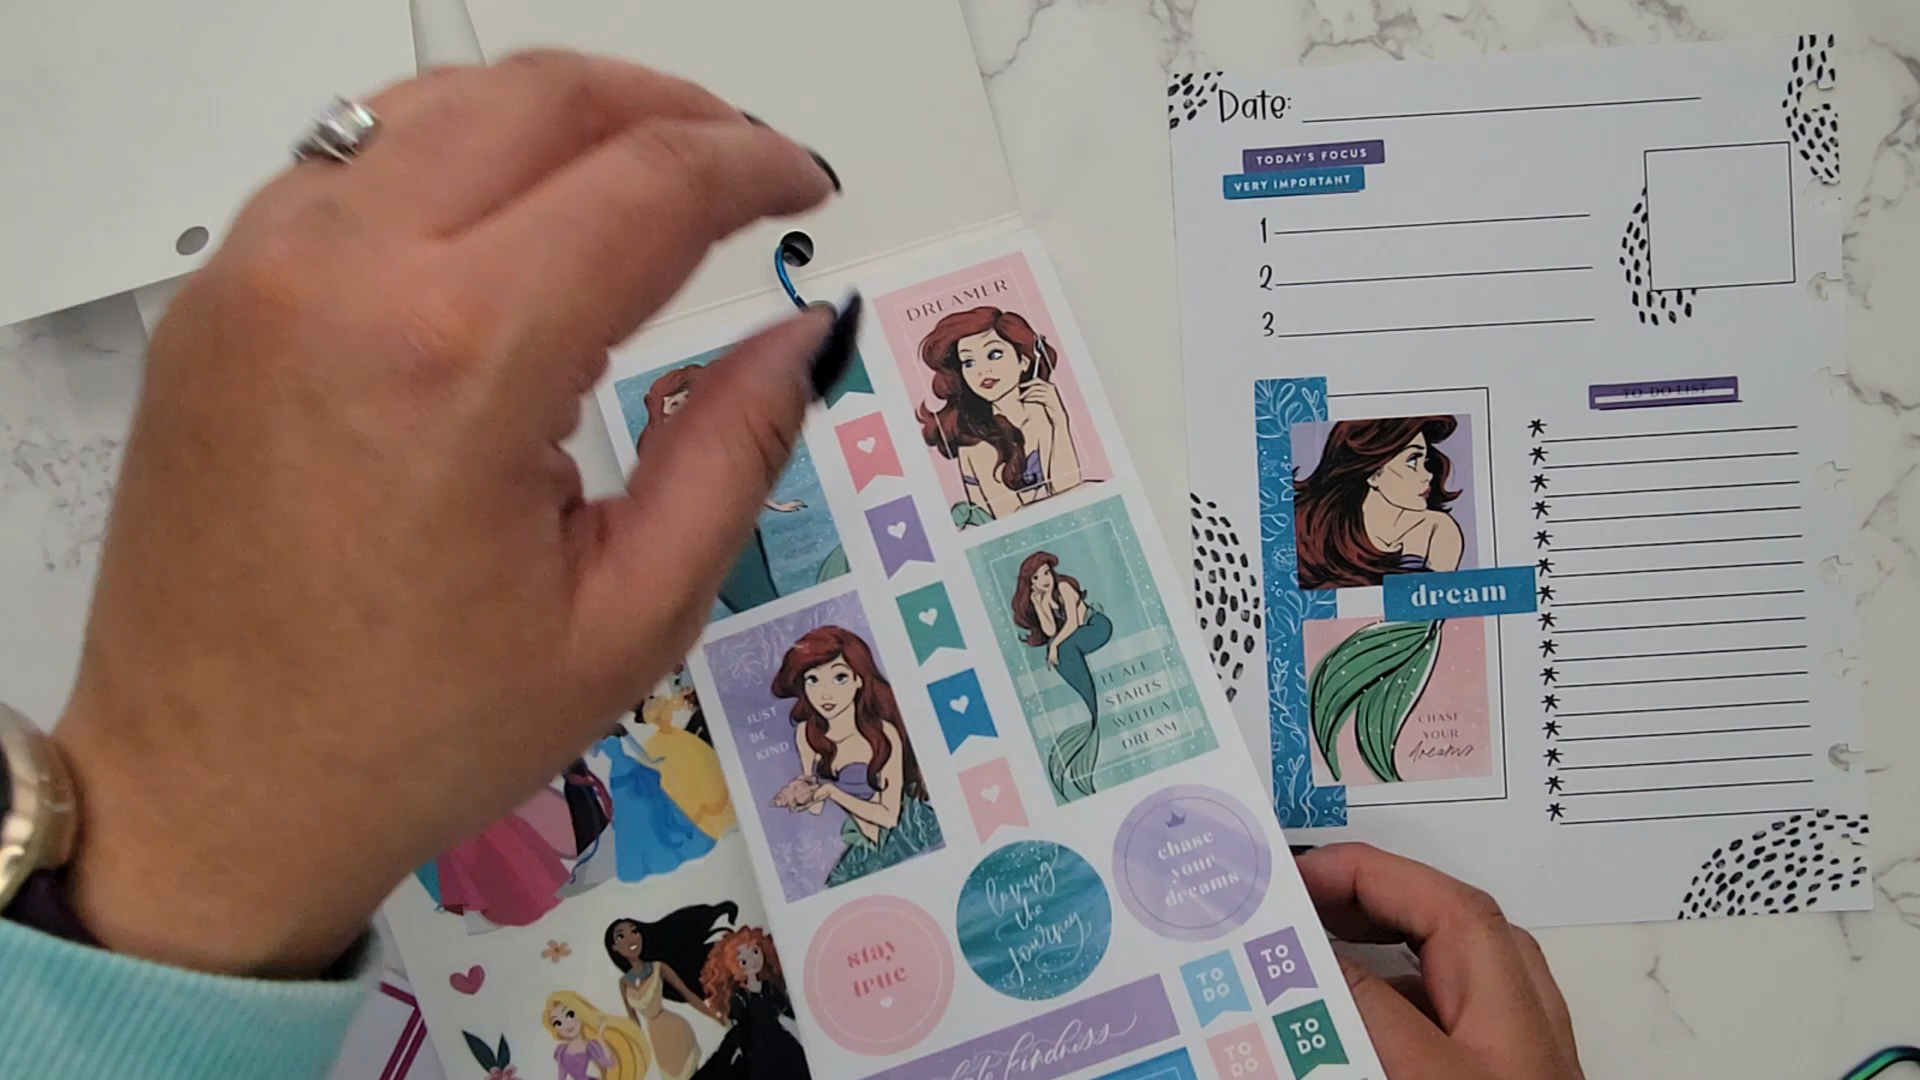 DREAMER
JUST
BE
KIND
IT ALL
STARTS
WITH A
DREAM
chase
your
dreams
loving
the
journey
stay
true
TO
DO
TO
DO
TO
DO
TO
DO
kindness
Date:
TODAY'S FOCUS
VERY IMPORTANT
1
2
3
TO DO LIST
dream
CHASE
YOUR
dreams